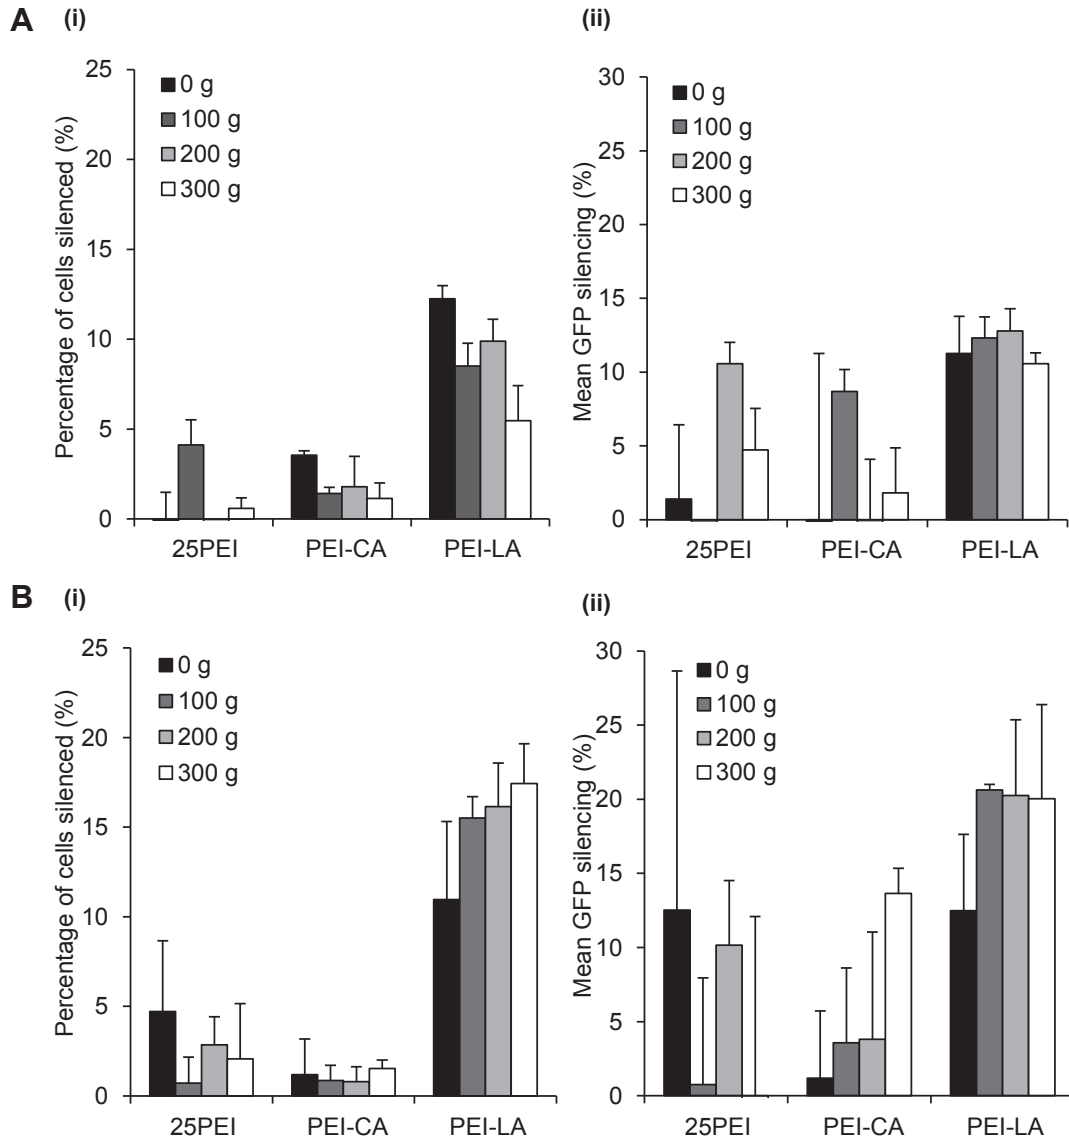 A (i)
Percentage of cells silenced (%)
25
20
15
10
5
0
0 g
100 g
200 g
300 g
25PEI PEI-CA PEI-LA
(ii)
Mean GFP silencing (%)
30
25
20
15
10
5
0
0 g
100 g
200 g
300 g
25PEI PEI-CA PEI-LA
B (i)
Percentage of cells silenced (%)
25
20
15
10
5
0
0 g
100 g
200 g
300 g
25PEI PEI-CA PEI-LA
(ii)
Mean GFP silencing (%)
30
25
20
15
10
5
0
0 g
100 g
200 g
300 g
25PEI PEI-CA PEI-LA